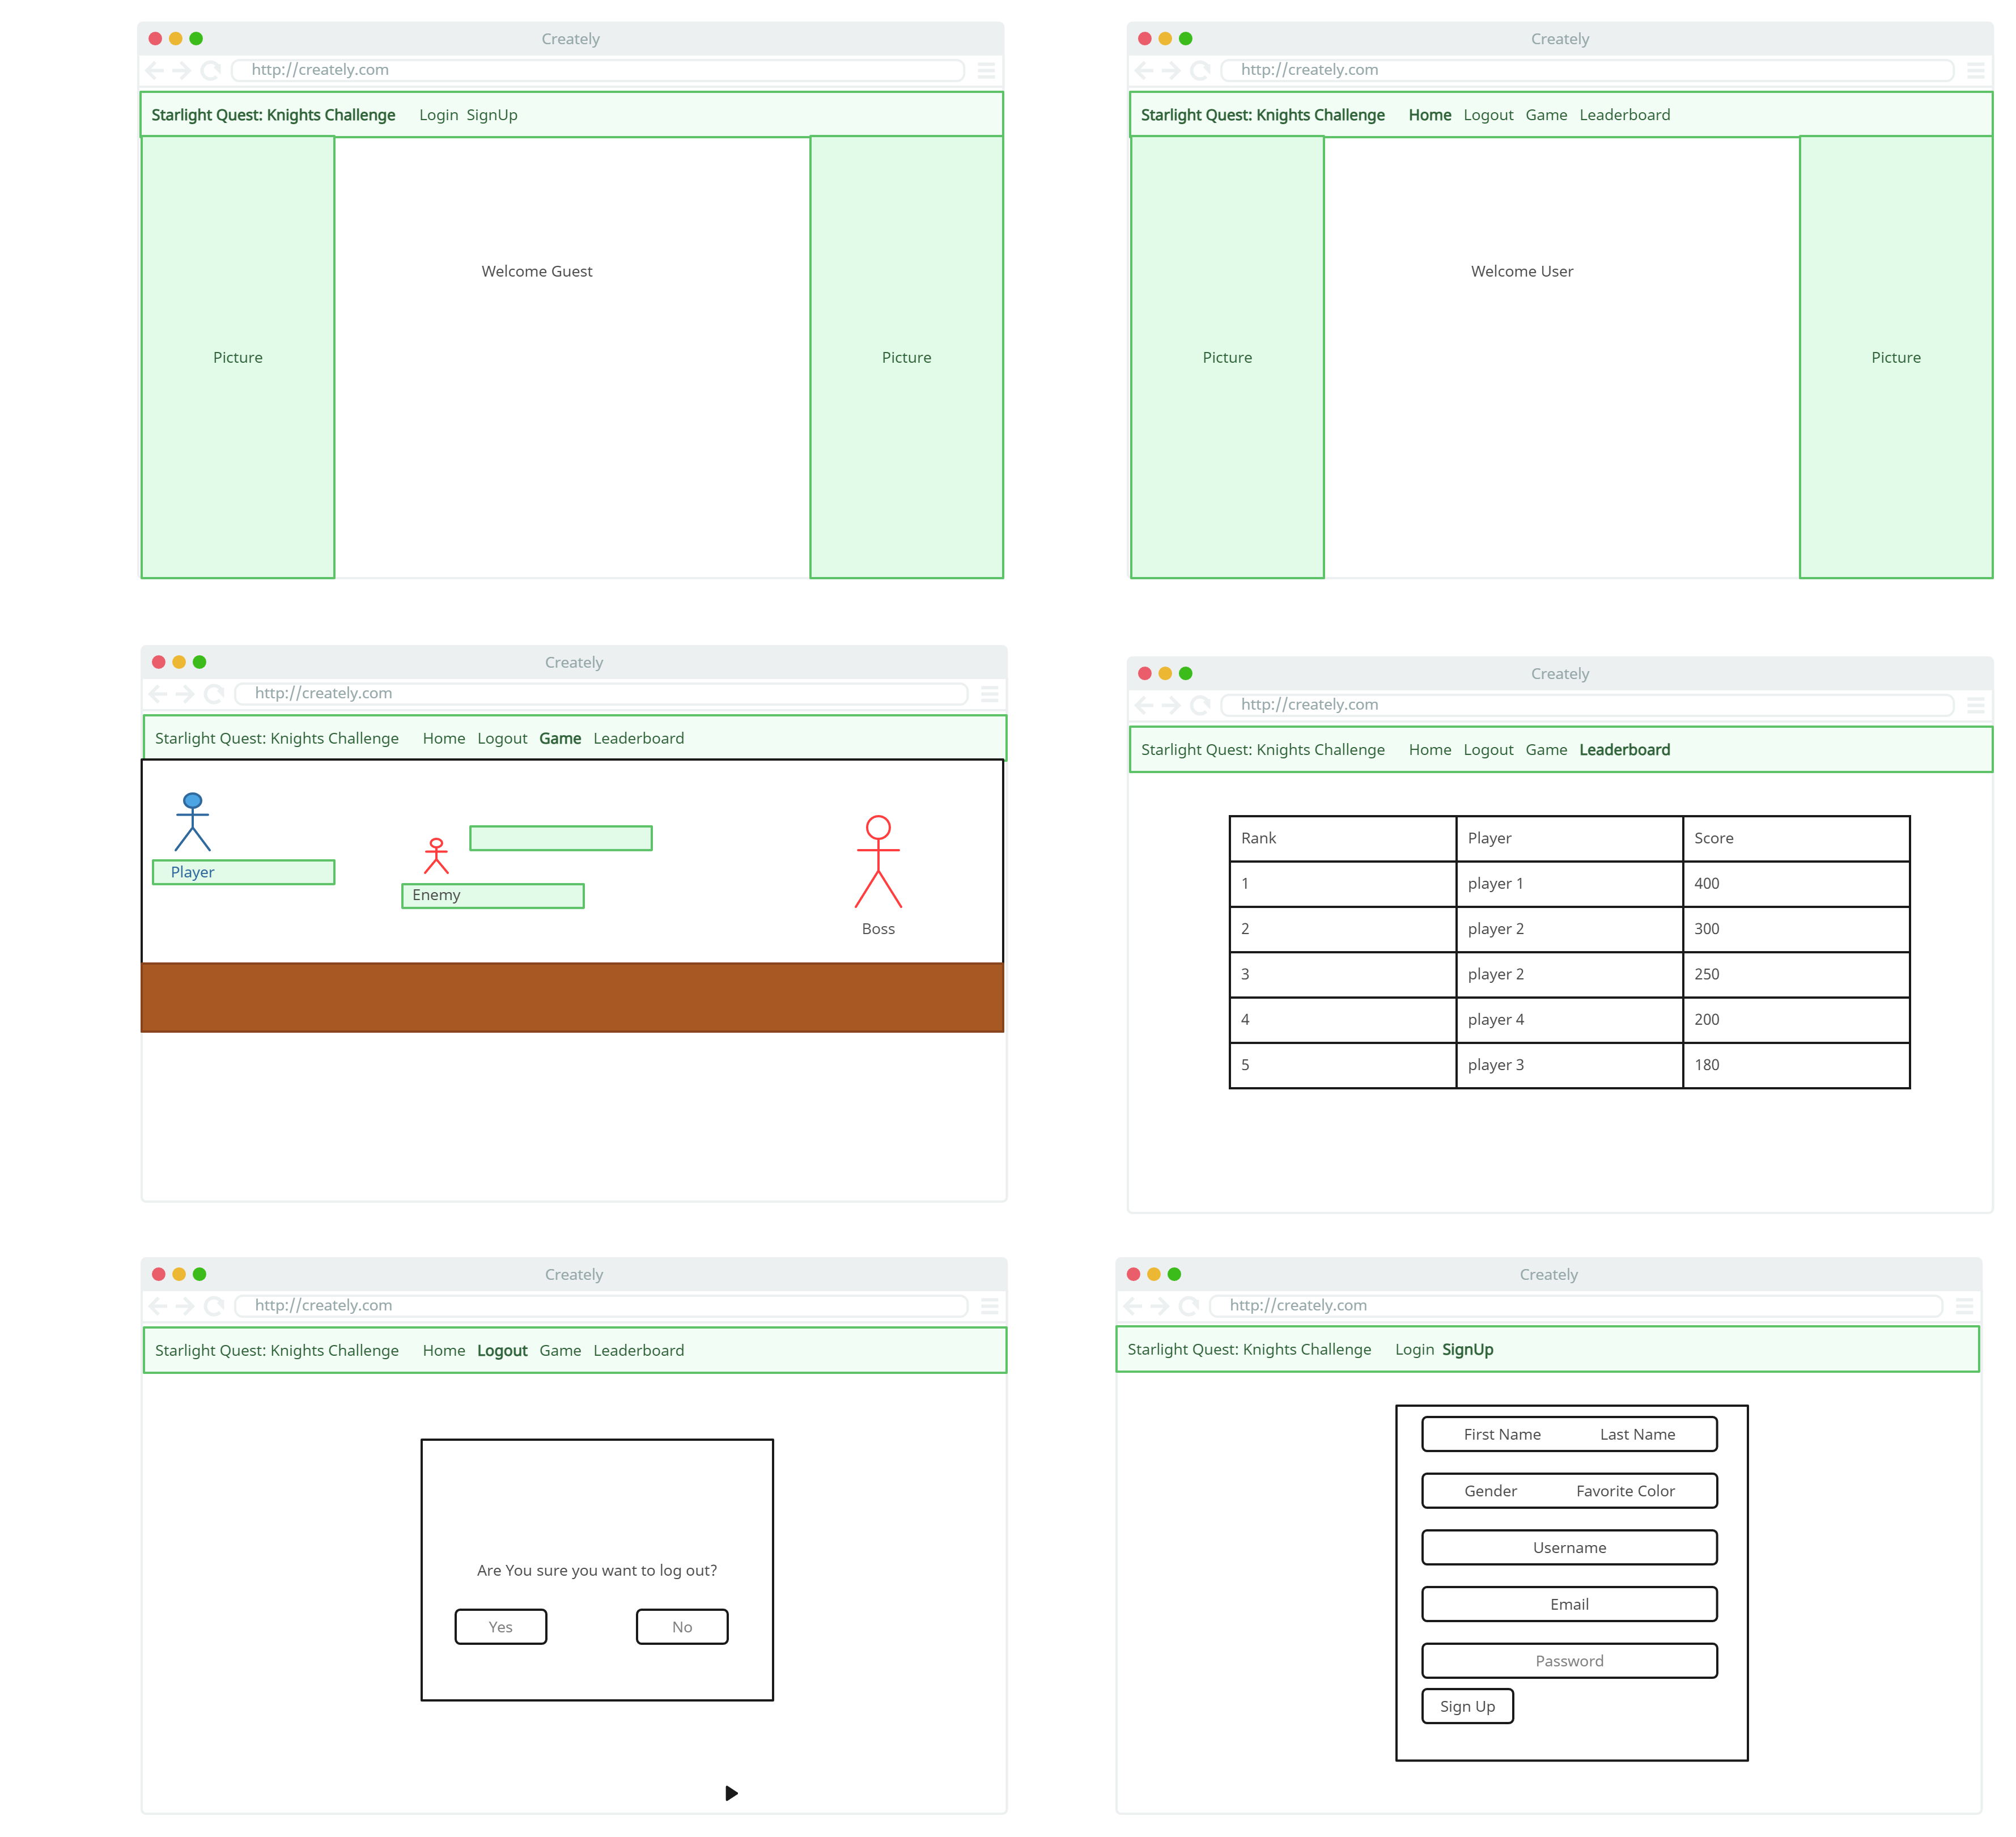 Creately
http://creately.com
Starlight Quest: Knights Challenge Login SignUp
Welcome Guest
Picture
Picture
Creately
http://creately.com
Starlight Quest: Knights Challenge Home Logout Game Leaderboard
Welcome User
Picture
Picture
Creately
http://creately.com
Starlight Quest: Knights Challenge Home Logout Game Leaderboard
Player
Enemy
Boss
Creately
http://creately.com
Starlight Quest: Knights Challenge Home Logout Game Leaderboard
Rank Player Score
1 player 1 400
2 player 2 300
3 player 2 250
4 player 4 200
5 player 3 180
Creately
http://creately.com
Starlight Quest: Knights Challenge Home Logout Game Leaderboard
Are You sure you want to log out?
Yes No
Creately
http://creately.com
Starlight Quest: Knights Challenge Login SignUp
First Name Last Name
Gender Favorite Color
Username
Email
Password
Sign Up